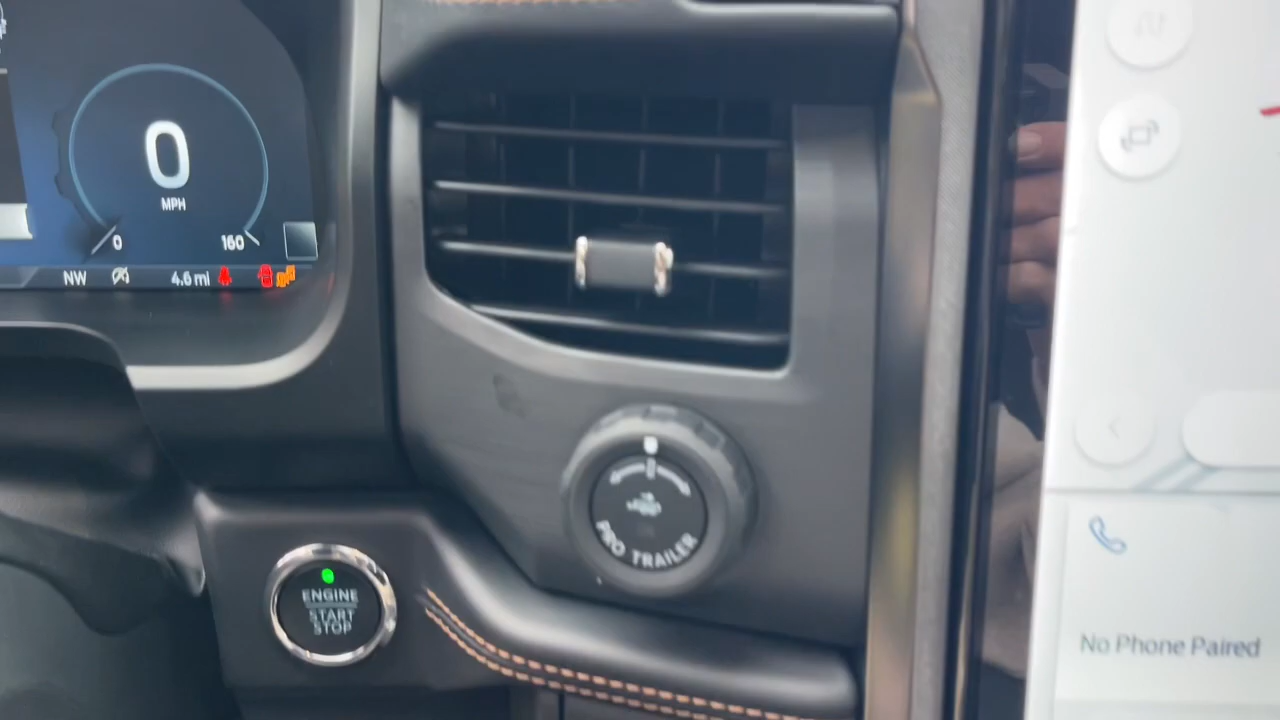 0
MPH
0
160
NW
4.6 mi
PRO TRAILER
ENGINE
START
STOP
No Phone Paired